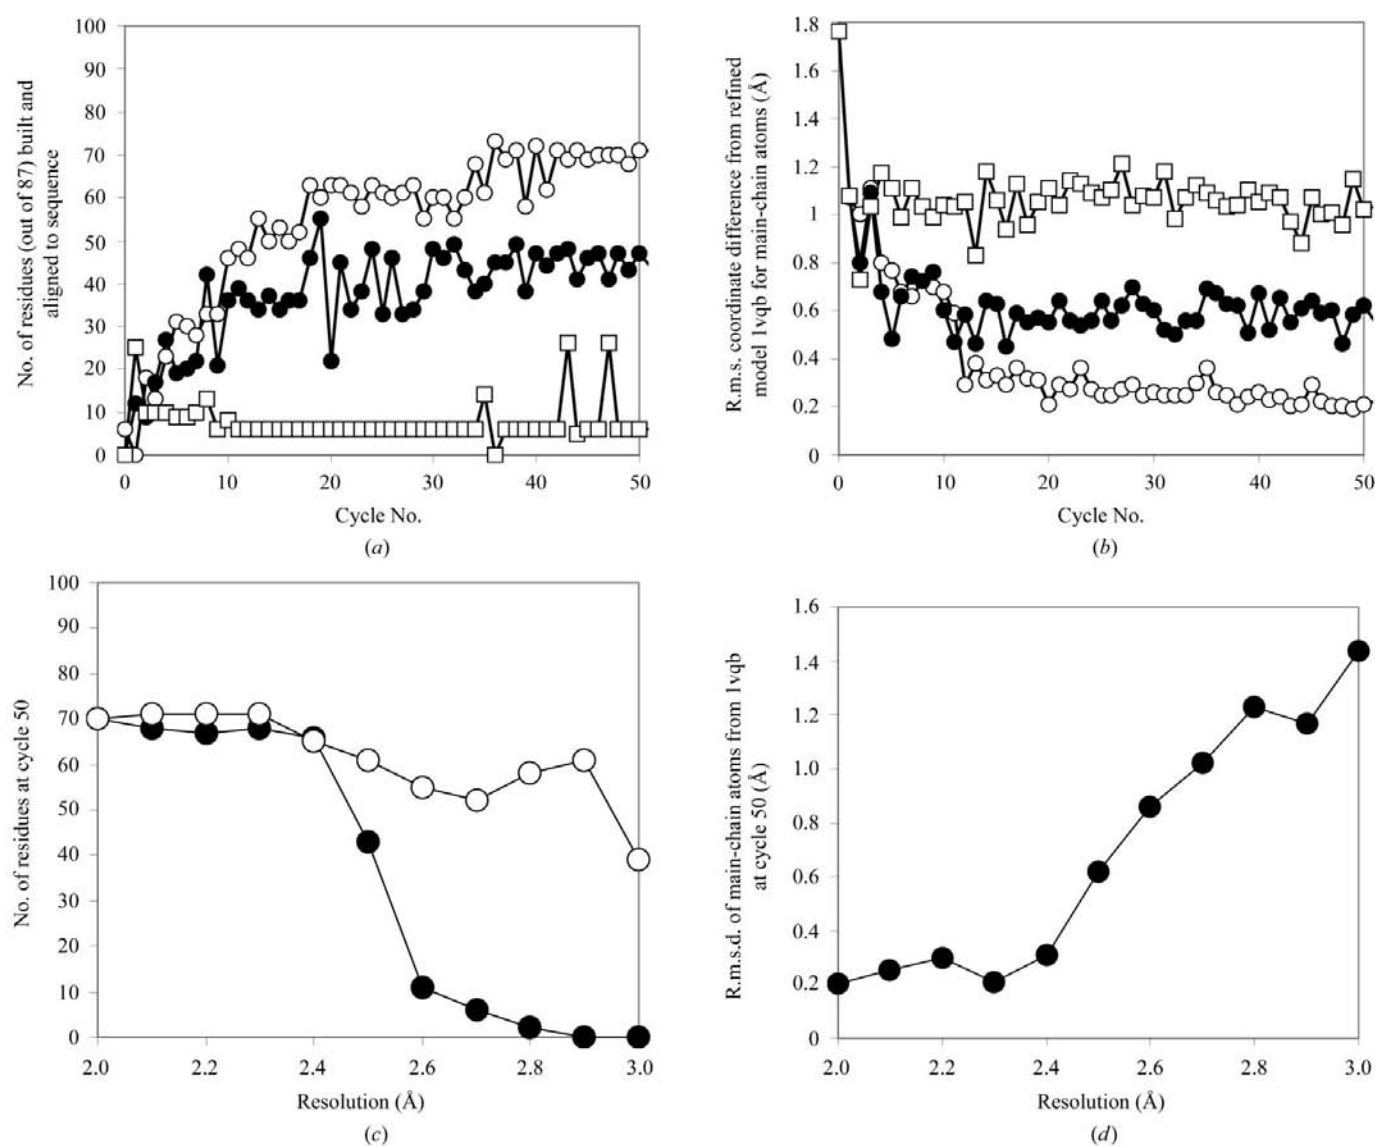 100
90
80
70
60
50
40
30
20
10
0
No. of residues (out of 87) built and
aligned to sequence
0 10 20 30 40 50
Cycle No.
(a)
1.8
1.6
1.4
1.2
1
0.8
0.6
0.4
0.2
0
R.m.s. coordinate difference from refined
model 1vqb for main-chain atoms (Å)
0 10 20 30 40 50
Cycle No.
(b)
100
90
80
70
60
50
40
30
20
10
0
No. of residues at cycle 50
2.0 2.2 2.4 2.6 2.8 3.0
Resolution (Å)
(c)
1.6
1.4
1.2
1.0
0.8
0.6
0.4
0.2
0
R.m.s.d. of main-chain atoms from 1vqb
at cycle 50 (Å)
2.0 2.2 2.4 2.6 2.8 3.0
Resolution (Å)
(d)